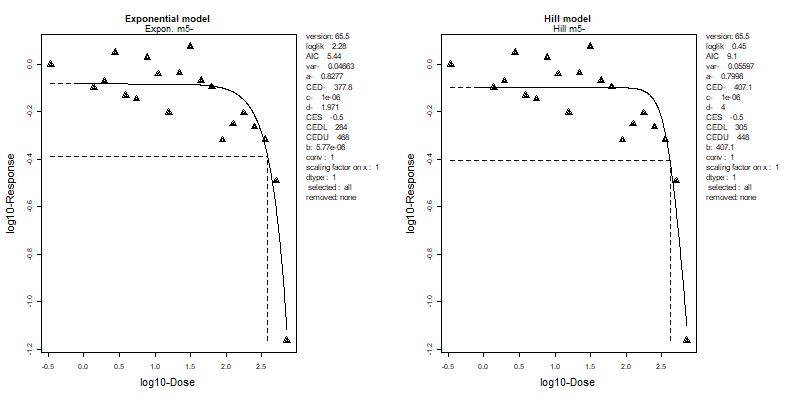 Exponential model
Expon. m5-
log10-Response
0.0
-0.2
-0.4
-0.6
-0.8
-1.0
-1.2
-0.5 0.0 0.5 1.0 1.5 2.0 2.5
log10-Dose
version: 65.5
loglik 2.28
AIC 5.44
var- 0.04663
a- 0.8277
CED- 377.8
c- 1e-06
d- 1.971
CES -0.5
CEDL 284
CEDU 468
b: 5.77e-06
conv : 1
scaling factor on x : 1
dtype : 1
selected : all
removed: none
Hill model
Hill m5-
log10-Response
0.0
-0.2
-0.4
-0.6
-0.8
-1.0
-1.2
-0.5 0.0 0.5 1.0 1.5 2.0 2.5
log10-Dose
version: 65.5
loglik 0.45
AIC 9.1
var- 0.05597
a- 0.7998
CED- 407.1
c- 1e-06
d- 4
CES -0.5
CEDL 305
CEDU 448
b: 407.1
conv : 1
scaling factor on x : 1
dtype : 1
selected : all
removed: none